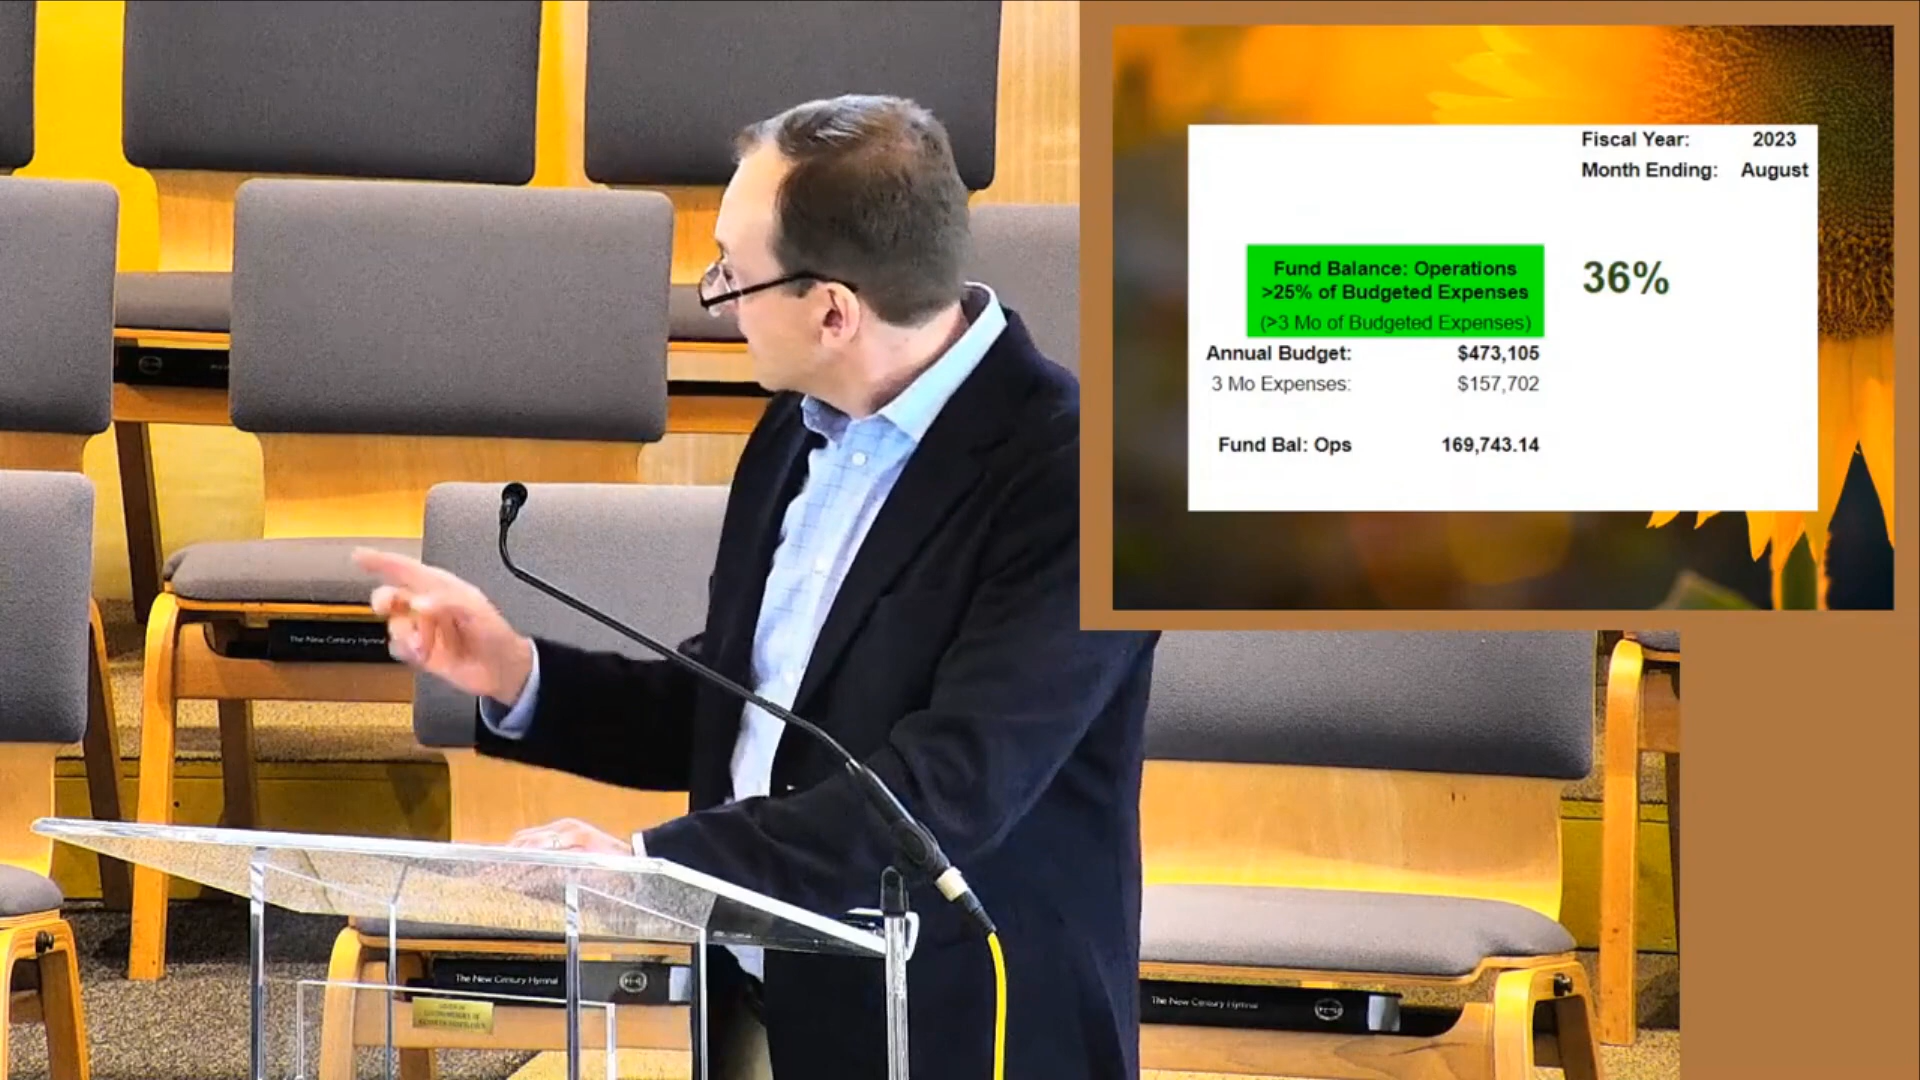 Fiscal Year: 2023
Month Ending: August
Fund Balance: Operations
>25% of Budgeted Expenses
(>3 Mo of Budgeted Expenses)
36%
Annual Budget: $473,105
3 Mo Expenses: $157,702
Fund Bal: Ops 169,743.14
The New Century Hymnal
The New Century Hymnal
The New Century Hymnal